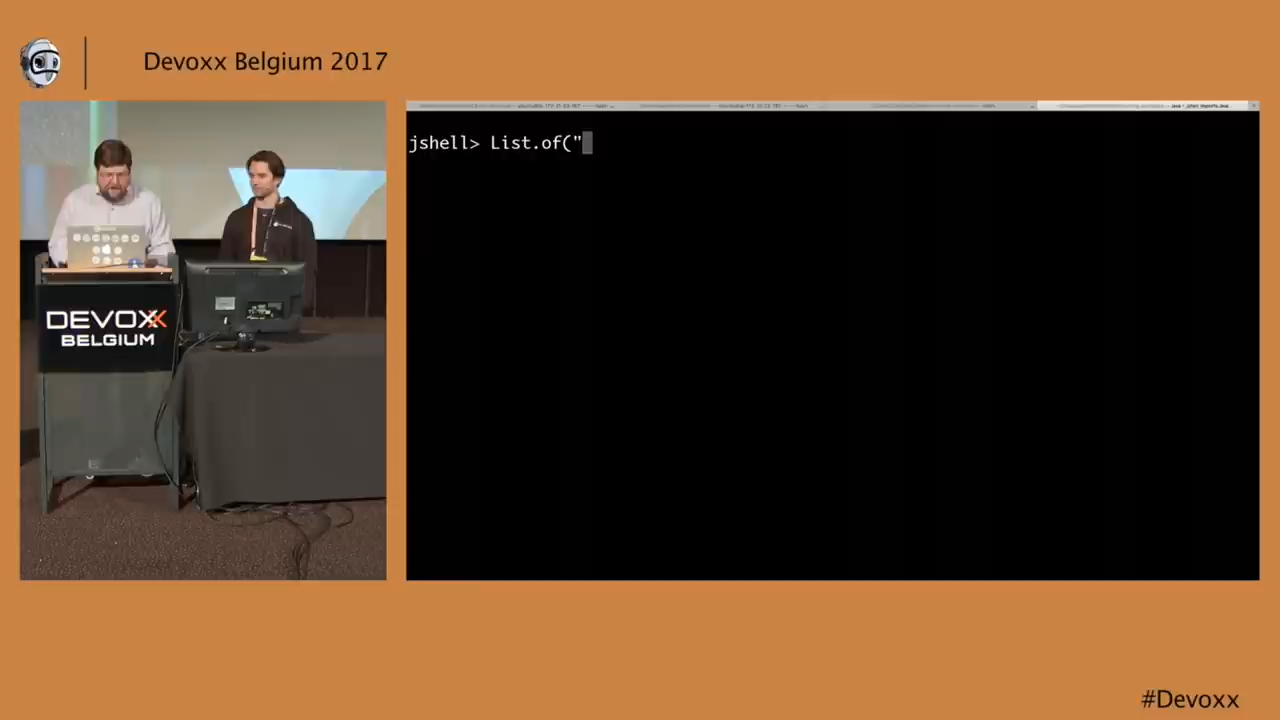 Devoxx Belgium 2017
jshell> List.of("
DEVOXX
BELGIUM
#Devoxx